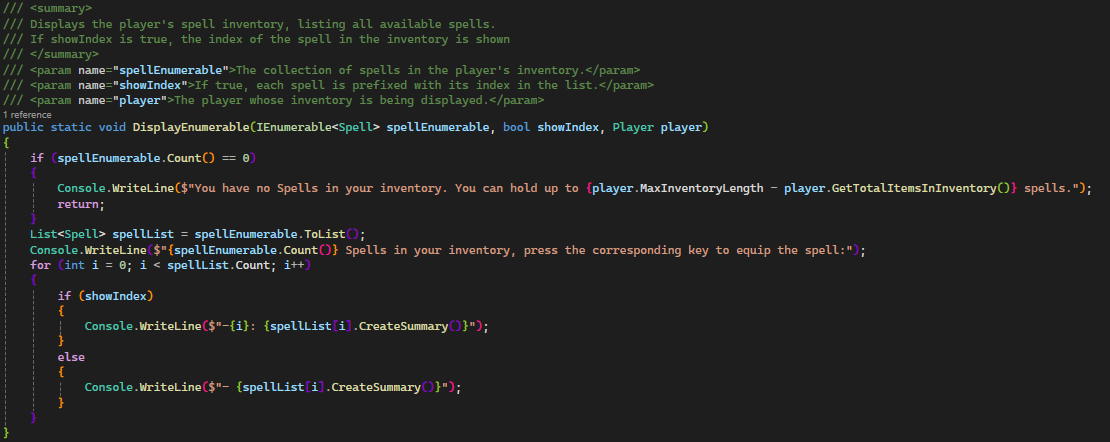 /// <summary>
/// Displays the player's spell inventory, listing all available spells.
/// If showIndex is true, the index of the spell in the inventory is shown
/// </summary>
/// <param name="spellEnumerable">The collection of spells in the player's inventory.</param>
/// <param name="showIndex">If true, each spell is prefixed with its index in the list.</param>
/// <param name="player">The player whose inventory is being displayed.</param>
1 reference
public static void DisplayEnumerable(IEnumerable<Spell> spellEnumerable, bool showIndex, Player player)
{
    if (spellEnumerable.Count() == 0)
    {
        Console.WriteLine($"You have no Spells in your inventory. You can hold up to {player.MaxInventoryLength - player.GetTotalItemsInInventory()} spells.");
        return;
    }
    List<Spell> spellList = spellEnumerable.ToList();
    Console.WriteLine($"{spellEnumerable.Count()} Spells in your inventory, press the corresponding key to equip the spell:");
    for (int i = 0; i < spellList.Count; i++)
    {
        if (showIndex)
        {
            Console.WriteLine($"-{i}: {spellList[i].CreateSummary()}");
        }
        else
        {
            Console.WriteLine($"- {spellList[i].CreateSummary()}");
        }
    }
}